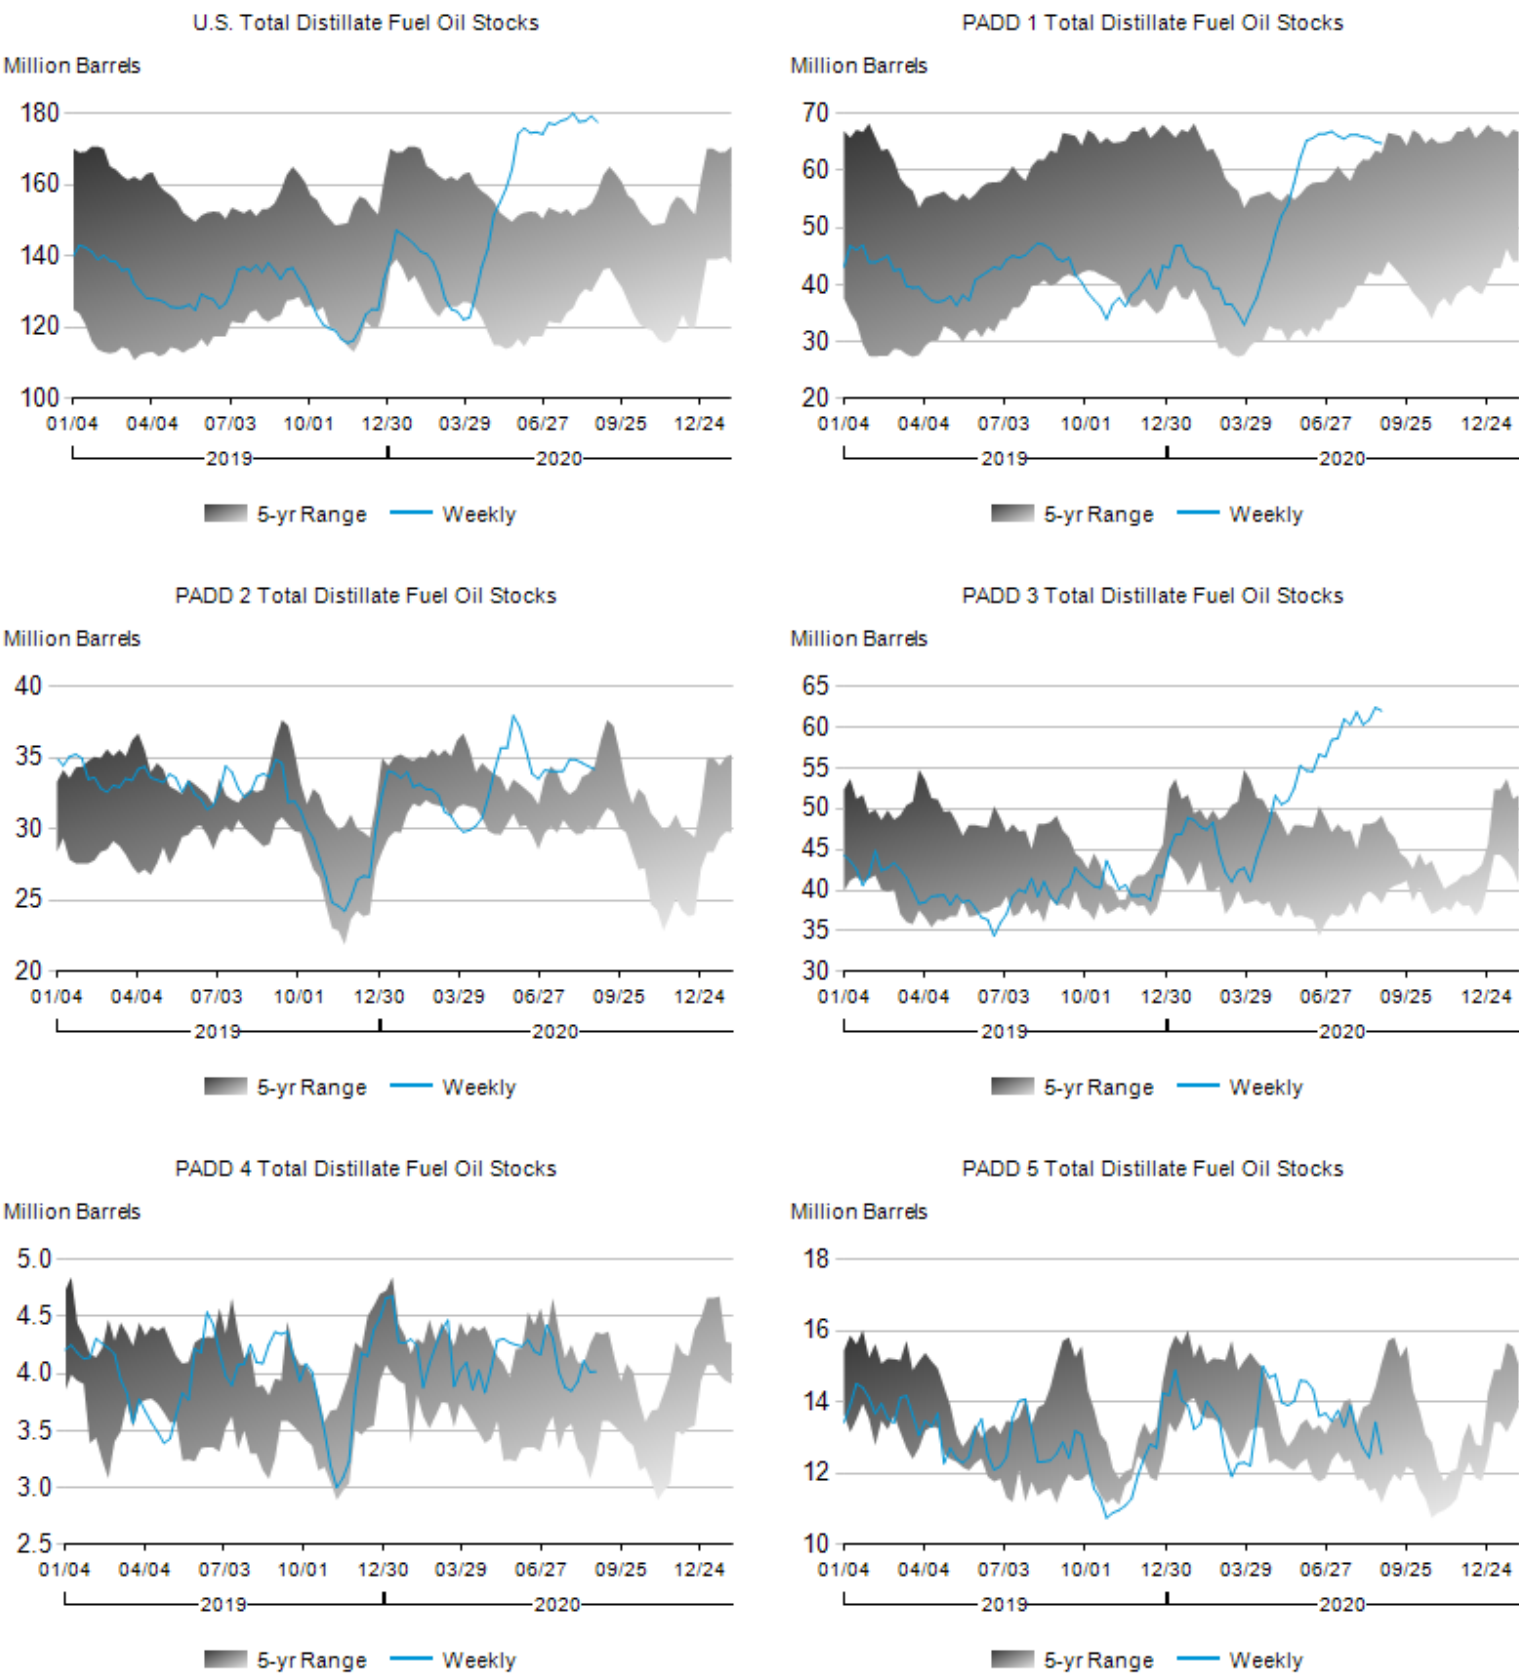 U.S. Total Distillate Fuel Oil Stocks
Million Barrels
180
160
140
120
100
01/04 04/04 07/03 10/01 12/30 03/29 06/27 09/25 12/24
2019 2020
5-yr Range Weekly
PADD 1 Total Distillate Fuel Oil Stocks
Million Barrels
70
60
50
40
30
20
01/04 04/04 07/03 10/01 12/30 03/29 06/27 09/25 12/24
2019 2020
5-yr Range Weekly
PADD 2 Total Distillate Fuel Oil Stocks
Million Barrels
40
35
30
25
20
01/04 04/04 07/03 10/01 12/30 03/29 06/27 09/25 12/24
2019 2020
5-yr Range Weekly
PADD 3 Total Distillate Fuel Oil Stocks
Million Barrels
65
60
55
50
45
40
35
30
01/04 04/04 07/03 10/01 12/30 03/29 06/27 09/25 12/24
2019 2020
5-yr Range Weekly
PADD 4 Total Distillate Fuel Oil Stocks
Million Barrels
5.0
4.5
4.0
3.5
3.0
2.5
01/04 04/04 07/03 10/01 12/30 03/29 06/27 09/25 12/24
2019 2020
5-yr Range Weekly
PADD 5 Total Distillate Fuel Oil Stocks
Million Barrels
18
16
14
12
10
01/04 04/04 07/03 10/01 12/30 03/29 06/27 09/25 12/24
2019 2020
5-yr Range Weekly